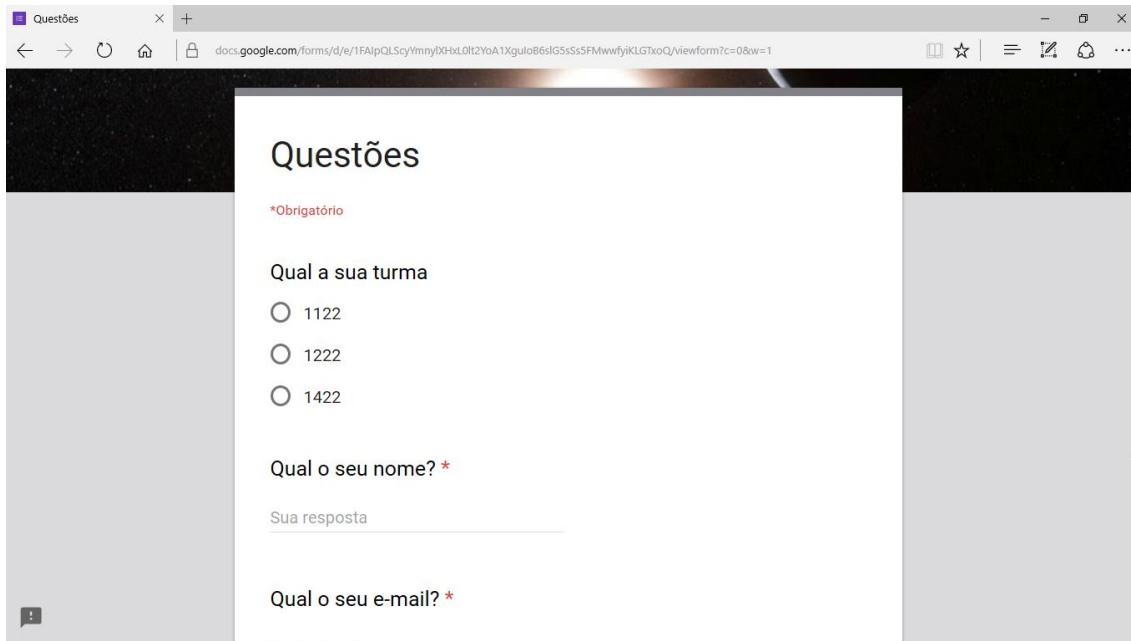 Questões
docs.google.com/forms/d/e/1FAIpQLScyYmnylXHxL0lt2YoA1XguIoB6slG5sSs5FMwwfyiKLGTxoQ/viewform?c=0&w=1
Questões
*Obrigatório
Qual a sua turma
1122
1222
1422
Qual o seu nome? *
Sua resposta
Qual o seu e-mail? *